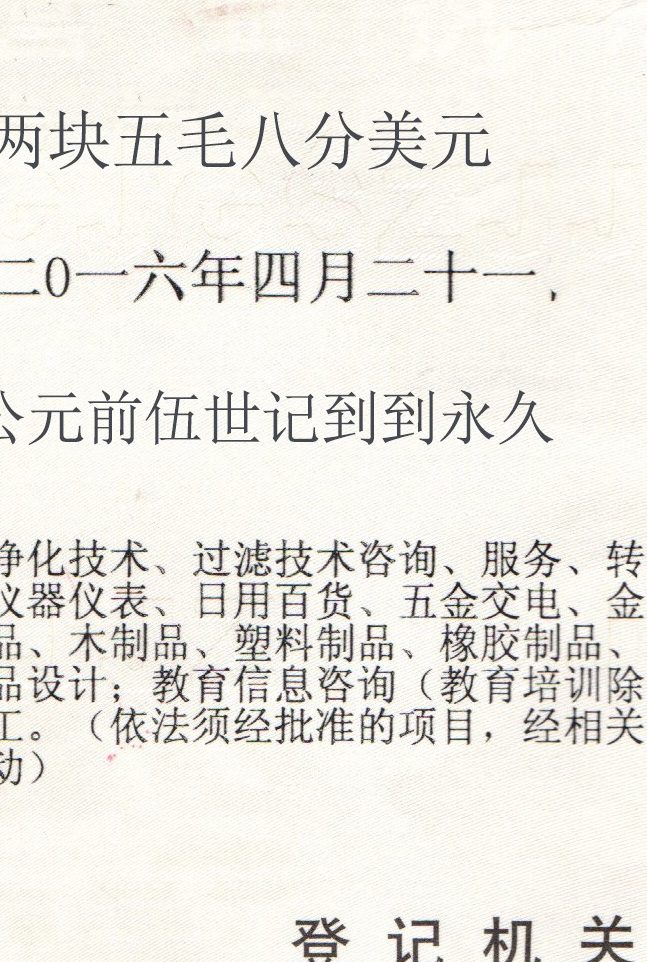 两块五毛八分美元
二0一六年四月二十一,
公元前伍世记到到永久
净化技术、过滤技术咨询、服务、转
仪器仪表、日用百货、五金交电、金
品、木制品、塑料制品、橡胶制品、
品设计；教育信息咨询（教育培训除
工。（依法须经批准的项目，经相关
动）
登记机关